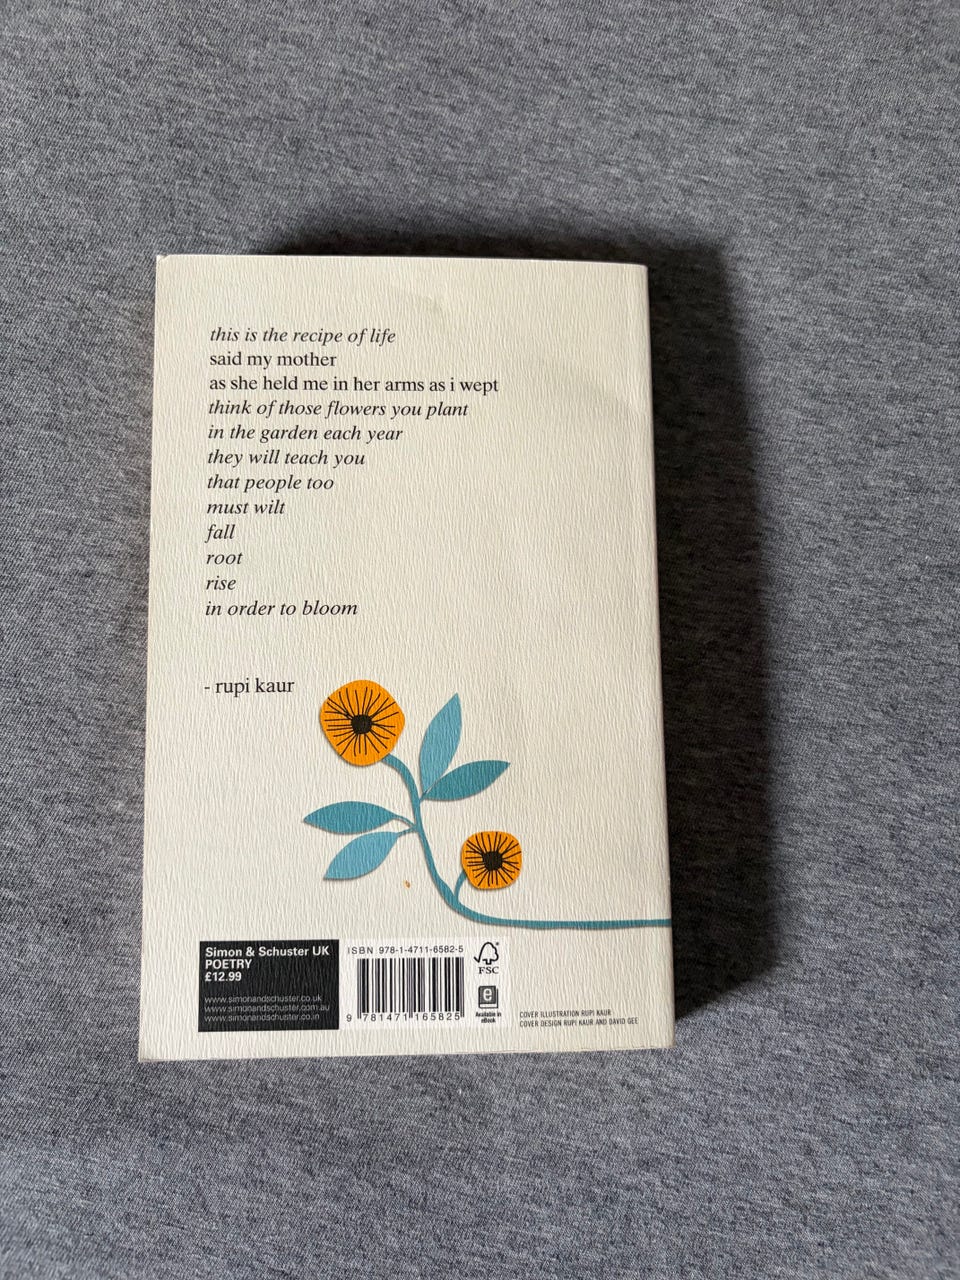 this is the recipe of life
said my mother
as she held me in her arms as i wept
think of those flowers you plant
in the garden each year
they will teach you
that people too
must wilt
fall
root
rise
in order to bloom
- rupi kaur
Simon & Schuster UK
POETRY
£12.99
www.simonandschuster.co.uk
www.simonandschuster.com.au
www.simonandschuster.co.in
ISBN 978-1-4711-6582-5
9 781471 165825
FSC
e
Available in
eBook
COVER ILLUSTRATION RUPI KAUR
COVER DESIGN RUPI KAUR AND DAVID GEE